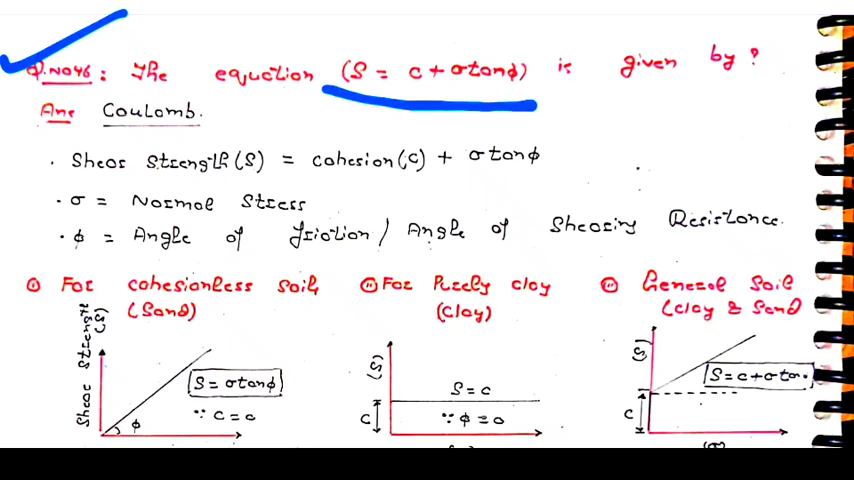 Q.NO46: The equation (S = c + σtanϕ) is given by?
Ans Coulomb.
. Shear Strength(S) = cohesion(c) + σtanϕ
. σ = Normal Stress
. ϕ = Angle of friction / Angle of Shearing Resistance.
① For cohesionless soil,
(Sand)
② For Purely clay
(Clay)
General Soil
(Clay & Sand
Shear Strength
(S)
S = σtanϕ
∵ c = 0
ϕ
(S)
S = c
c
∵ ϕ = 0
(S)
S = c + σtan
c